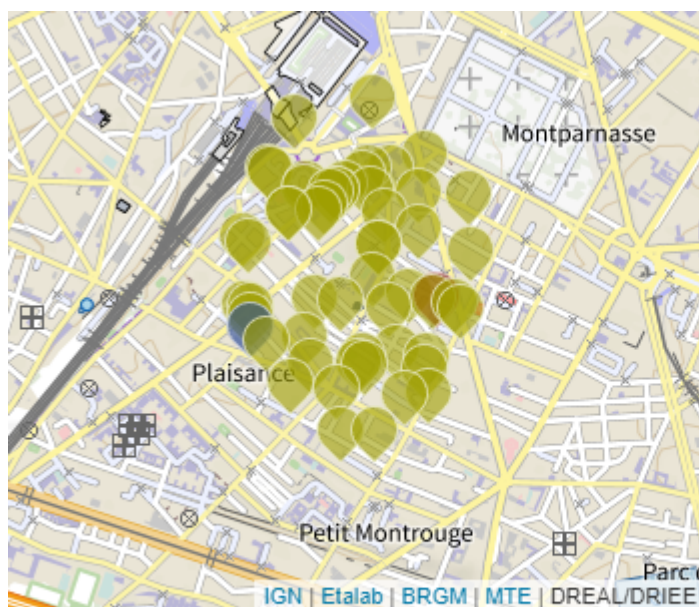 Montparnasse
Plaisance
Petit Montrouge
Parc
IGN | Etalab | BRGM | MTE | DREAL/DRIEE